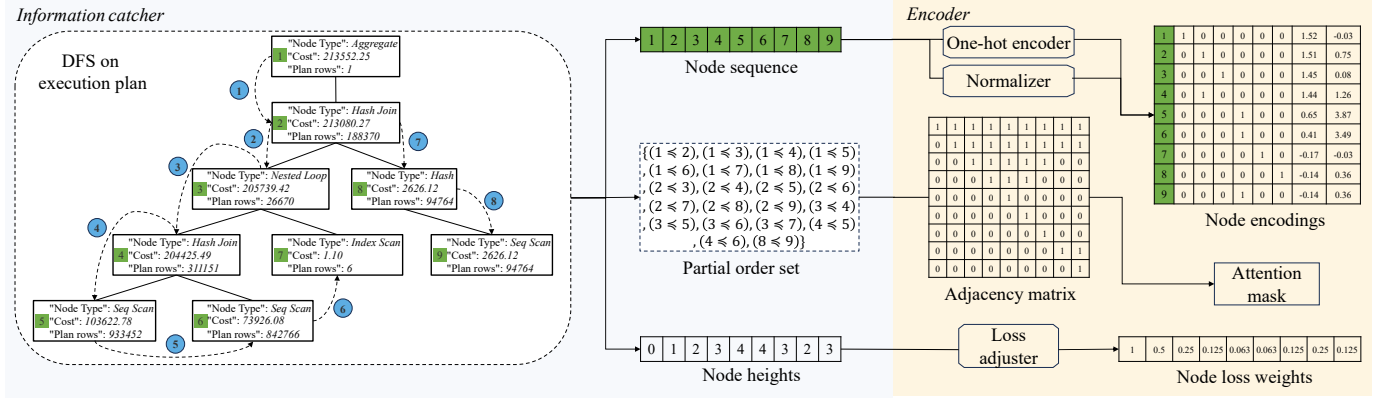 Information catcher
DFS on
execution plan
1
"Node Type": Aggregate
"Cost": 213552.25
"Plan rows": 1
1
2
"Node Type": Hash Join
"Cost": 213080.27
"Plan rows": 188370
2
7
3
3
"Node Type": Nested Loop
"Cost": 205739.42
"Plan rows": 26670
8
"Node Type": Hash
"Cost": 2626.12
"Plan rows": 94764
8
4
4
"Node Type": Hash Join
"Cost": 204425.49
"Plan rows": 311151
7
"Node Type": Index Scan
"Cost": 1.10
"Plan rows": 6
9
"Node Type": Seq Scan
"Cost": 2626.12
"Plan rows": 94764
5
"Node Type": Seq Scan
"Cost": 103622.78
"Plan rows": 933452
6
"Node Type": Seq Scan
"Cost": 73926.08
"Plan rows": 842766
6
5
1 2 3 4 5 6 7 8 9
Node sequence
{(1 ≼ 2), (1 ≼ 3), (1 ≼ 4), (1 ≼ 5)
, (1 ≼ 6), (1 ≼ 7), (1 ≼ 8), (1 ≼ 9)
, (2 ≼ 3), (2 ≼ 4), (2 ≼ 5), (2 ≼ 6)
, (2 ≼ 7), (2 ≼ 8), (2 ≼ 9), (3 ≼ 4)
, (3 ≼ 5), (3 ≼ 6), (3 ≼ 7), (4 ≼ 5)
, (4 ≼ 6), (8 ≼ 9)}
Partial order set
0 1 2 3 4 4 3 2 3
Node heights
Encoder
One-hot encoder
Normalizer
1 1 0 0 0 0 0 1.52 -0.03
2 0 1 0 0 0 0 1.51 0.75
3 0 0 1 0 0 0 1.45 0.08
4 0 1 0 0 0 0 1.44 1.26
5 0 0 0 1 0 0 0.65 3.87
6 0 0 0 1 0 0 0.41 3.49
7 0 0 0 0 1 0 -0.17 -0.03
8 0 0 0 0 0 1 -0.14 0.36
9 0 0 0 1 0 0 -0.14 0.36
Node encodings
1 1 1 1 1 1 1 1 1
0 1 1 1 1 1 1 1 1
0 0 1 1 1 1 1 0 0
0 0 0 1 1 1 0 0 0
0 0 0 0 1 0 0 0 0
0 0 0 0 0 1 0 0 0
0 0 0 0 0 0 1 0 0
0 0 0 0 0 0 0 1 1
0 0 0 0 0 0 0 0 1
Adjacency matrix
Attention
mask
Loss
adjuster
1 0.5 0.25 0.125 0.063 0.063 0.125 0.25 0.125
Node loss weights